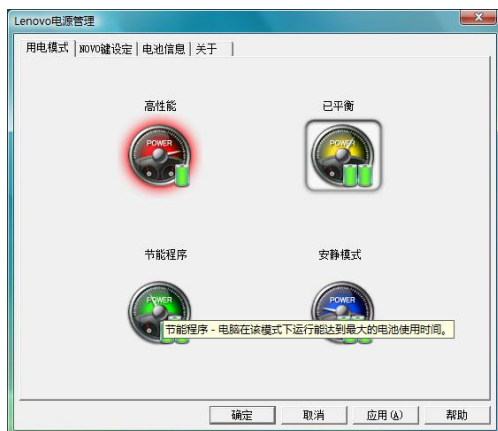 Lenovo电源管理
用电模式 NOVO键设定 电池信息 关于
高性能 已平衡
POWER POWER
节能程序 安静模式
POWER POWER
节能程序 - 电脑在该模式下运行能达到最大的电池使用时间。
确定 取消 应用(A) 帮助